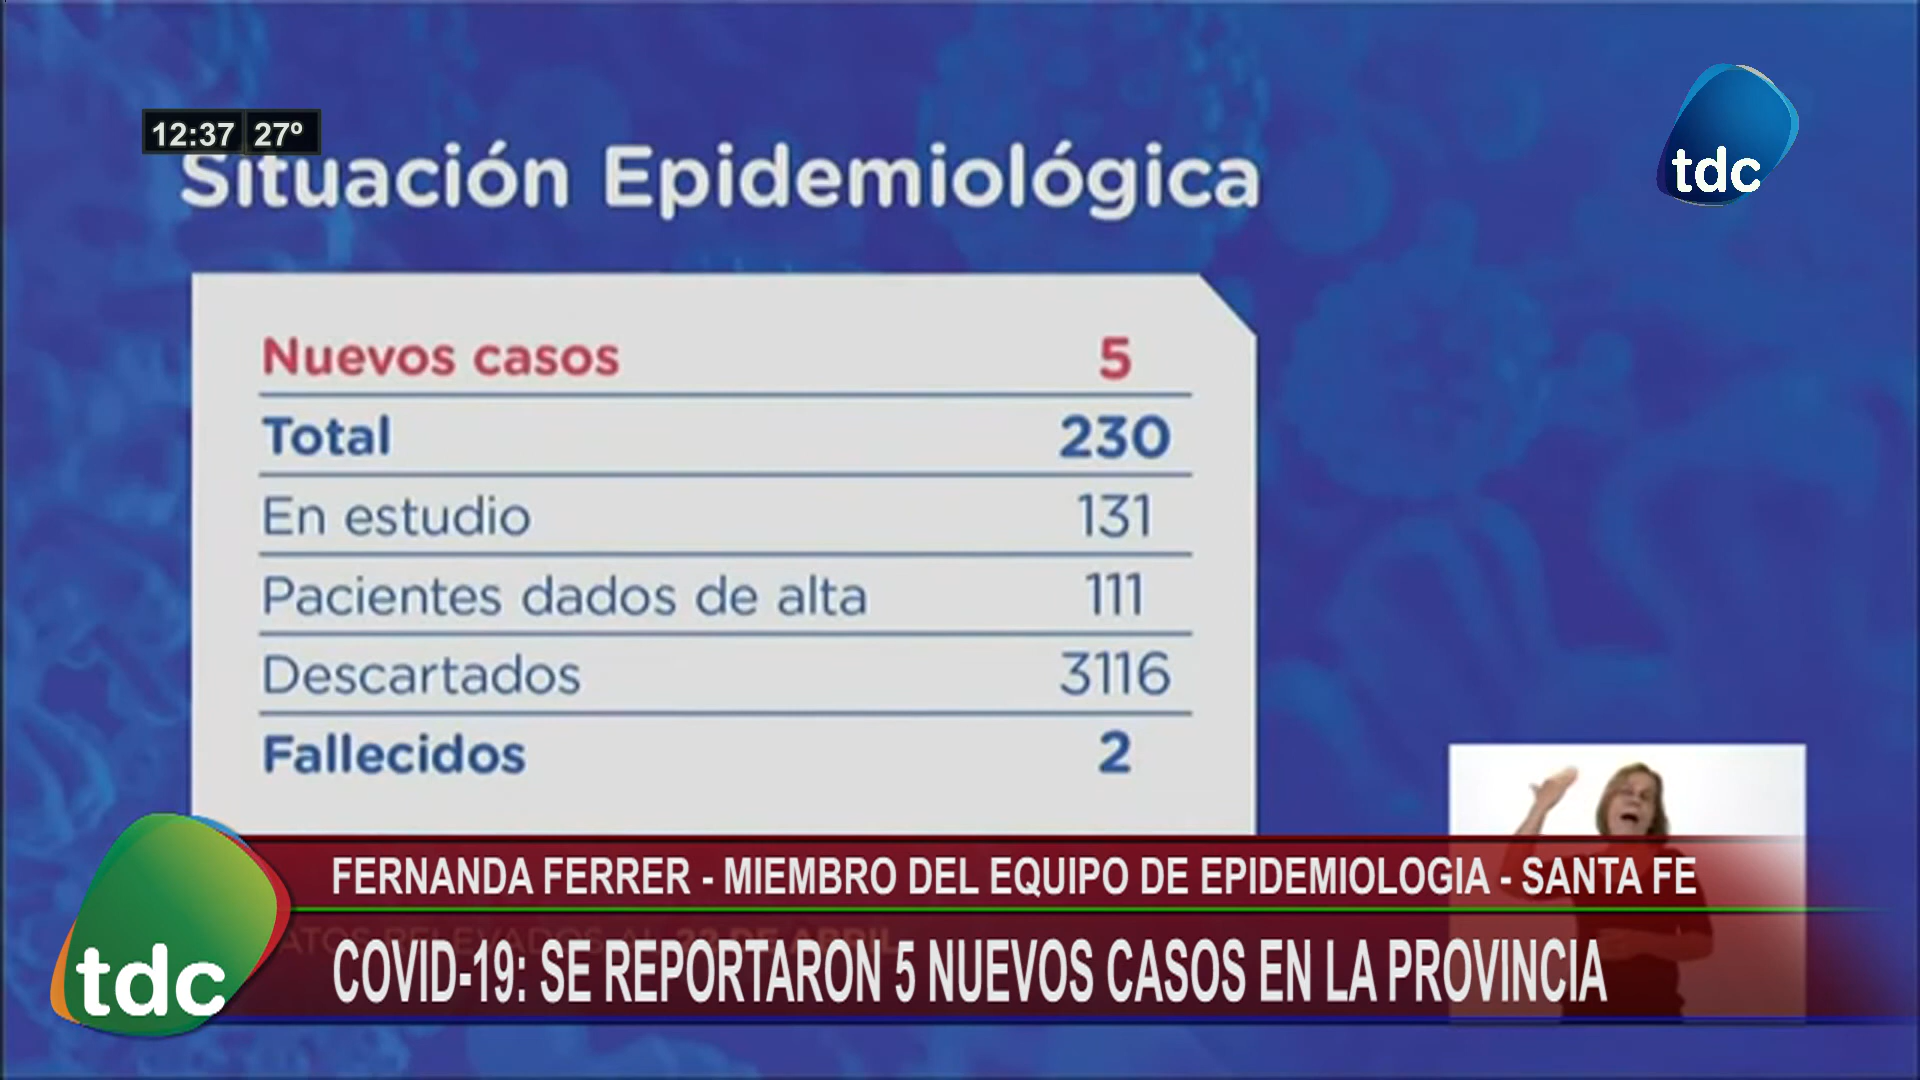 12:37 27º
tdc
Situación Epidemiológica
Nuevos casos 5
Total 230
En estudio 131
Pacientes dados de alta 111
Descartados 3116
Fallecidos 2
FERNANDA FERRER - MIEMBRO DEL EQUIPO DE EPIDEMIOLOGIA - SANTA FE
COVID-19: SE REPORTARON 5 NUEVOS CASOS EN LA PROVINCIA
tdc